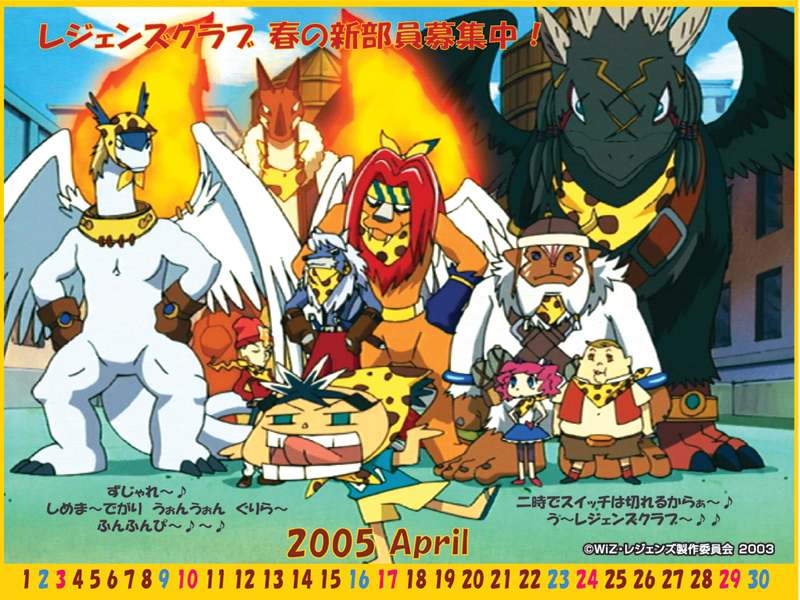 レジェンズクラブ 春の新部員募集中！
ずじゃれ～♪
しめま～でがり うぉんうぉん ぐりら～
ふんふんぴ～♪～♪
二時でスイッチは切れるからぁ～♪
う～レジェンズクラブ～♪♪
2005 April
©WiZ・レジェンズ製作委員会 2003
1 2 3 4 5 6 7 8 9 10 11 12 13 14 15 16 17 18 19 20 21 22 23 24 25 26 27 28 29 30